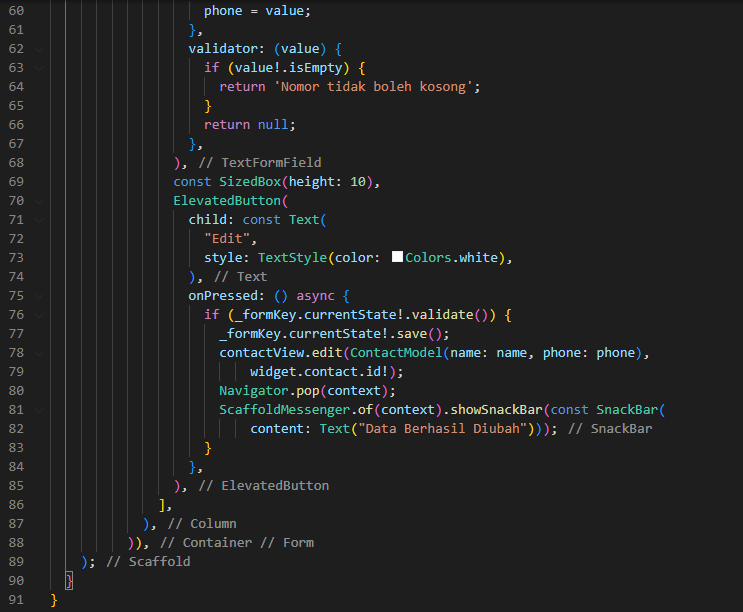 60 phone = value;
61 },
62 validator: (value) {
63 if (value!.isEmpty) {
64 return 'Nomor tidak boleh kosong';
65 }
66 return null;
67 },
68 ), // TextFormField
69 const SizedBox(height: 10),
70 ElevatedButton(
71 child: const Text(
72 "Edit",
73 style: TextStyle(color: Colors.white),
74 ), // Text
75 onPressed: () async {
76 if (_formKey.currentState!.validate()) {
77 _formKey.currentState!.save();
78 contactView.edit(ContactModel(name: name, phone: phone),
79 widget.contact.id!);
80 Navigator.pop(context);
81 ScaffoldMessenger.of(context).showSnackBar(const SnackBar(
82 content: Text("Data Berhasil Diubah"))); // SnackBar
83 }
84 },
85 ), // ElevatedButton
86 ],
87 ), // Column
88 )), // Container // Form
89 ); // Scaffold
90 }
91 }